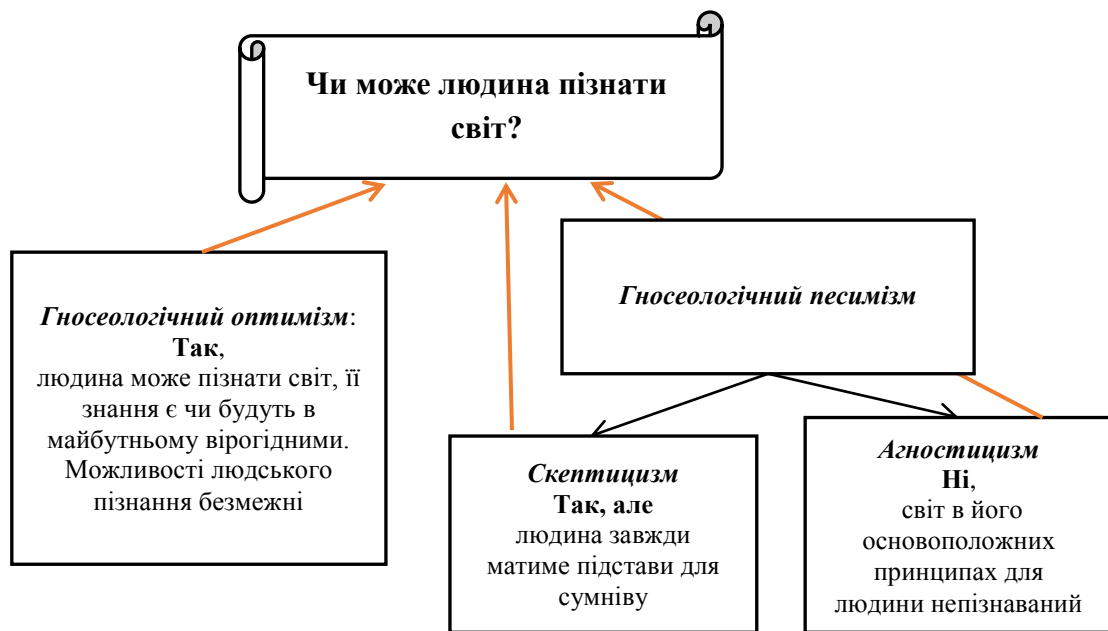 Чи може людина пізнати
світ?
Гносеологічний оптимізм:
Так,
людина може пізнати світ, її
знання є чи будуть в
майбутньому вірогідними.
Можливості людського
пізнання безмежні
Гносеологічний песимізм
Скептицизм
Так, але
людина завжди
матиме підстави для
сумніву
Агностицизм
Ні,
світ в його
основоположних
принципах для
людини непізнаваний